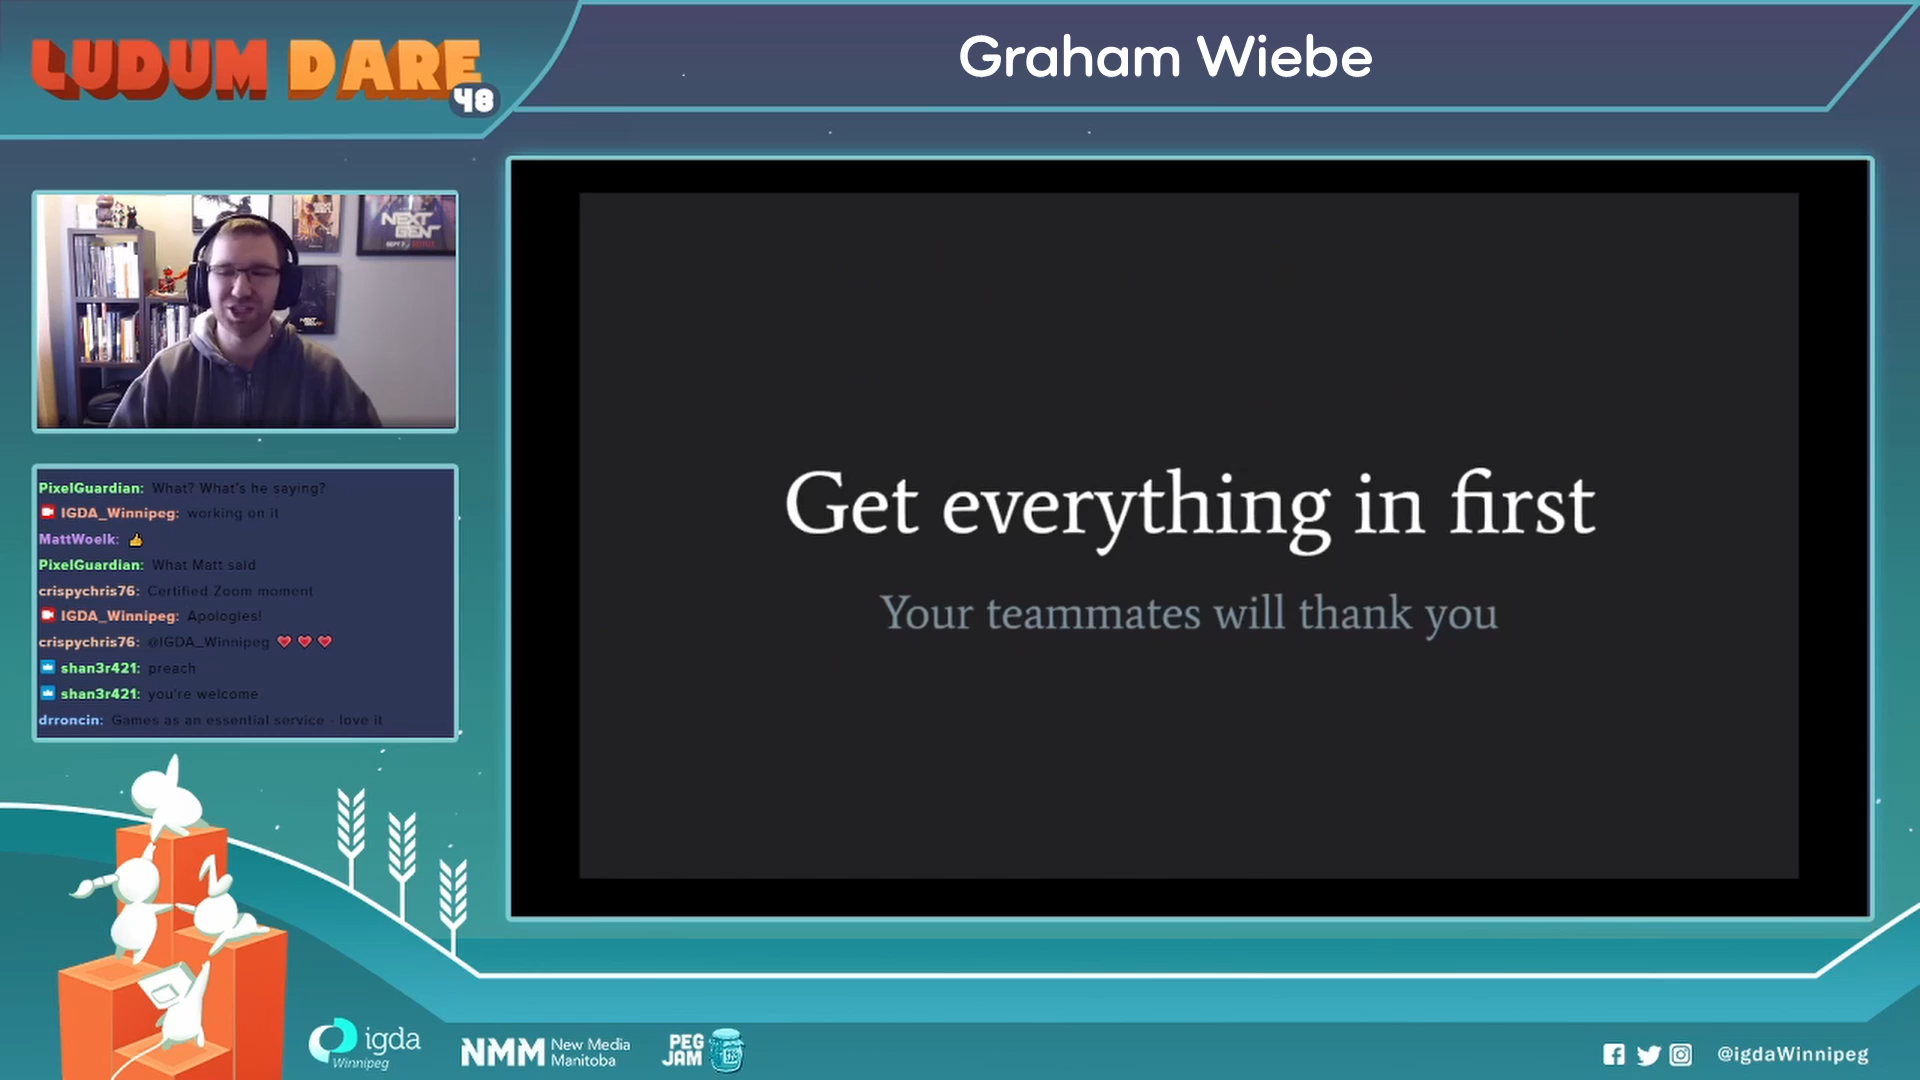 LUDUM DARE
48
Graham Wiebe
NEXT
GEN
Get everything in first
Your teammates will thank you
PixelGuardian: What? What's he saying?
IGDA_Winnipeg: working on it
MattWoelk: 👍
PixelGuardian: What Matt said
crispychris76: Certified Zoom moment
IGDA_Winnipeg: Apologies!
crispychris76: @IGDA_Winnipeg ❤️ ❤️ ❤️
shan3r421: preach
shan3r421: you're welcome
drroncin: Games as an essential service - love it
igda
Winnipeg
NMM New Media
Manitoba
PEG
JAM
@igdaWinnipeg